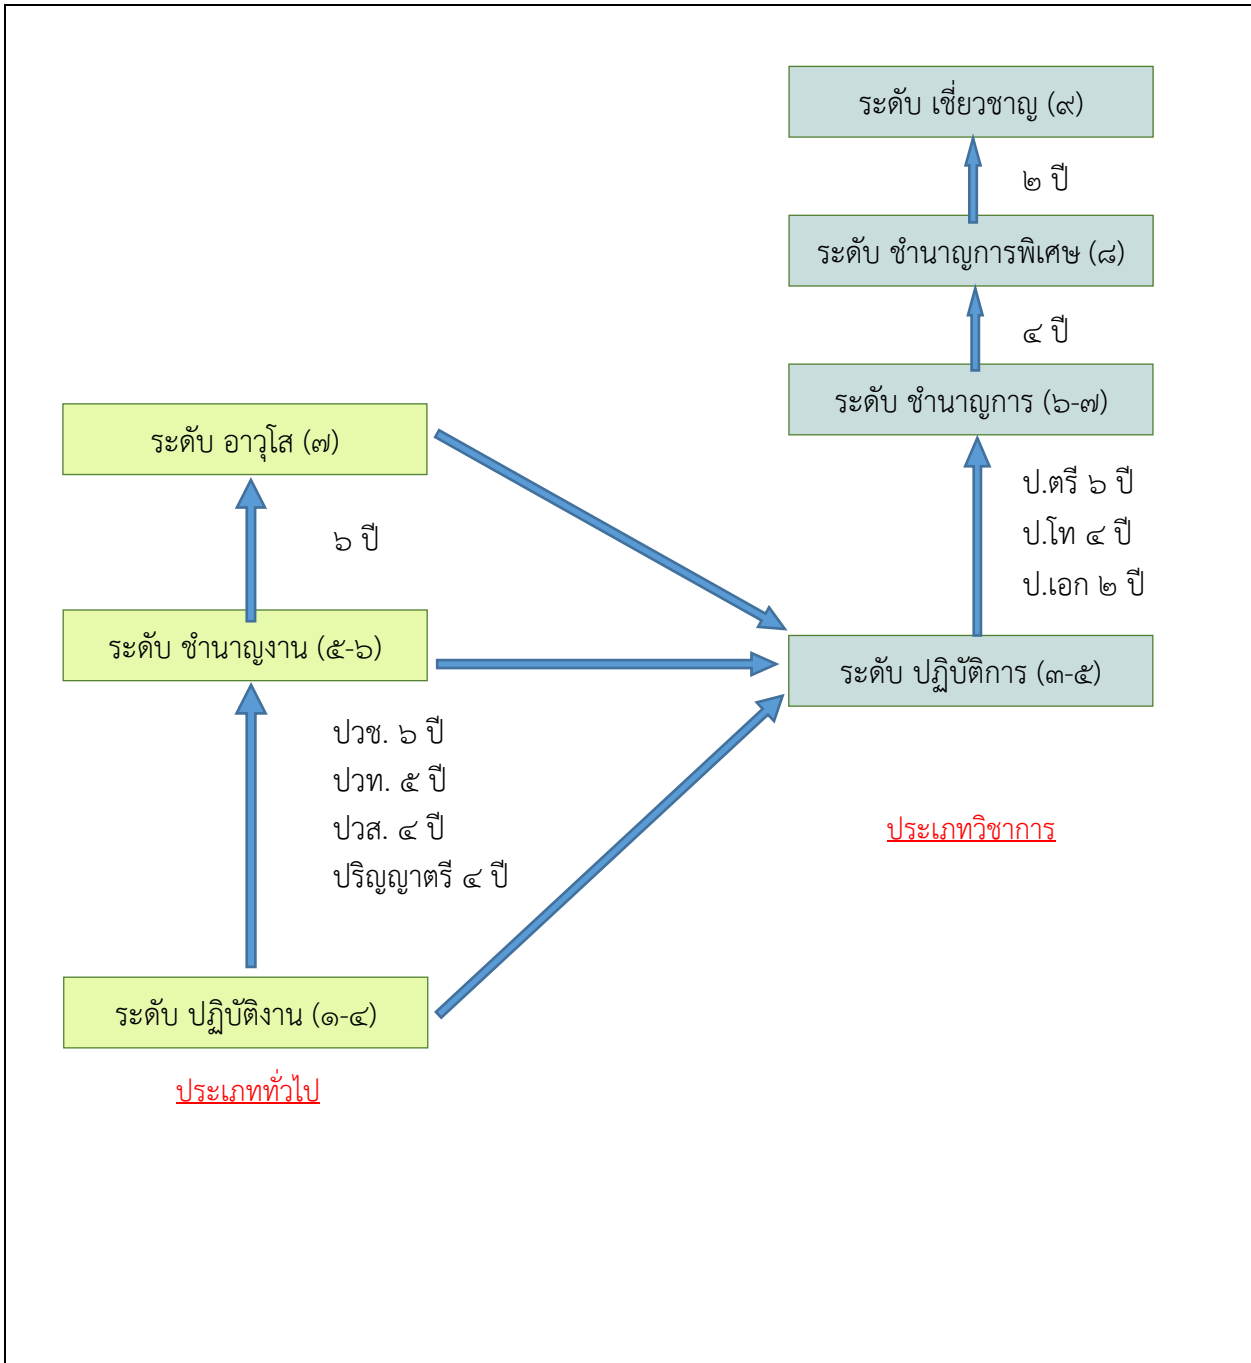 ระดับ เชี่ยวชาญ (๙)
๒ ปี
ระดับ ชำนาญการพิเศษ (๘)
๔ ปี
ระดับ ชำนาญการ (๖-๗)
ป.ตรี ๖ ปี
ป.โท ๔ ปี
ป.เอก ๒ ปี
ระดับ ปฏิบัติการ (๓-๕)
ประเภทวิชาการ
ระดับ อาวุโส (๗)
๖ ปี
ระดับ ชำนาญงาน (๕-๖)
ปวช. ๖ ปี
ปวท. ๕ ปี
ปวส. ๔ ปี
ปริญญาตรี ๔ ปี
ระดับ ปฏิบัติงาน (๑-๔)
ประเภททั่วไป